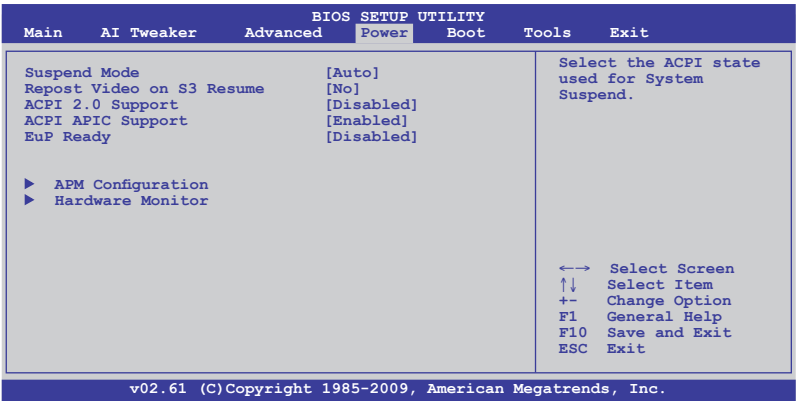 BIOS SETUP UTILITY
Main AI Tweaker Advanced Power Boot Tools Exit
Suspend Mode [Auto]
Repost Video on S3 Resume [No]
ACPI 2.0 Support [Disabled]
ACPI APIC Support [Enabled]
EuP Ready [Disabled]
▶ APM Configuration
▶ Hardware Monitor
Select the ACPI state
used for System
Suspend.
←→ Select Screen
↑↓ Select Item
+- Change Option
F1 General Help
F10 Save and Exit
ESC Exit
v02.61 (C)Copyright 1985-2009, American Megatrends, Inc.